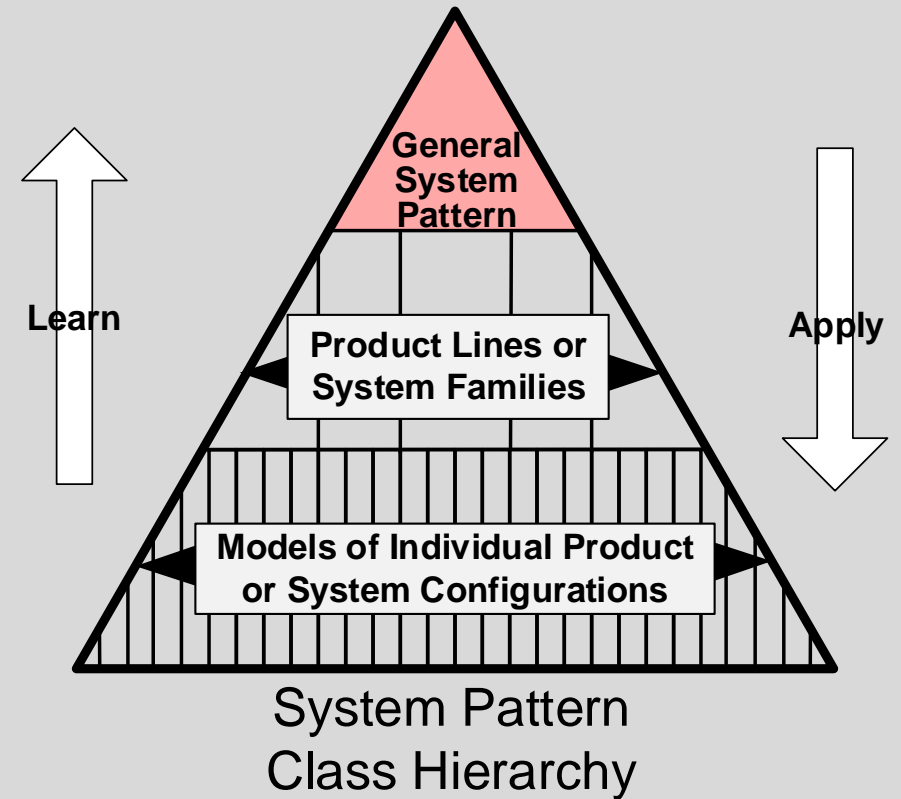 General
System
Pattern
Learn
Apply
Product Lines or
System Families
Models of Individual Product
or System Configurations
System Pattern
Class Hierarchy